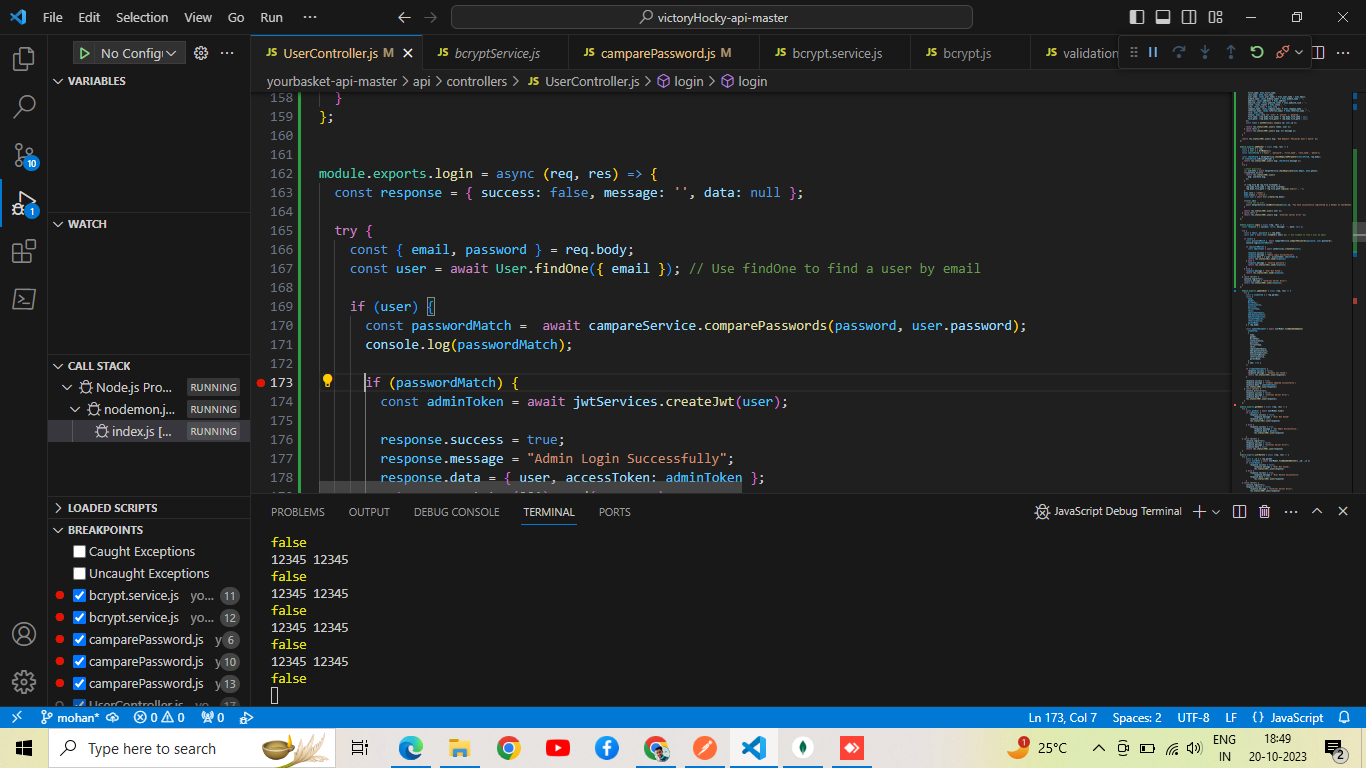 File Edit Selection View Go Run ··· victoryHocky-api-master
No Config
JS UserController.js M JS bcryptService.js JS camparePassword.js M JS bcrypt.service.js JS bcrypt.js JS validation
VARIABLES
yourbasket-api-master > api > controllers > JS UserController.js > login > login
158 }
159 };
160
161
162 module.exports.login = async (req, res) => {
163 const response = { success: false, message: '', data: null };
164
165 try {
166 const { email, password } = req.body;
167 const user = await User.findOne({ email }); // Use findOne to find a user by email
168
169 if (user) {
170 const passwordMatch = await campareService.comparePasswords(password, user.password);
171 console.log(passwordMatch);
172
173 if (passwordMatch) {
174 const adminToken = await jwtServices.createJwt(user);
175
176 response.success = true;
177 response.message = "Admin Login Successfully";
178 response.data = { user, accessToken: adminToken };
10
1
WATCH
CALL STACK
Node.js Pro... RUNNING
nodemon.j... RUNNING
index.js [... RUNNING
LOADED SCRIPTS
BREAKPOINTS
Caught Exceptions
Uncaught Exceptions
bcrypt.service.js yo... 11
bcrypt.service.js yo... 12
camparePassword.js y 6
camparePassword.js y 10
camparePassword.js y 13
UserController.js yo... 17
PROBLEMS OUTPUT DEBUG CONSOLE TERMINAL PORTS JavaScript Debug Terminal
false
12345 12345
false
12345 12345
false
12345 12345
false
12345 12345
false
mohan* 0 0 0 Ln 173, Col 7 Spaces: 2 UTF-8 LF {} JavaScript
Type here to search 1 25°C ENG IN 18:49 20-10-2023 2